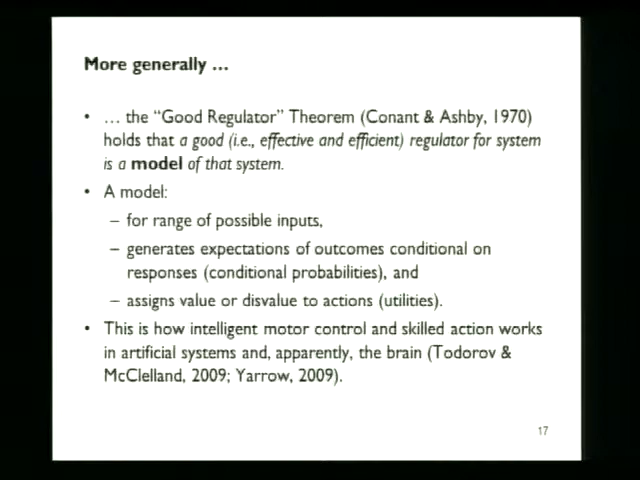 More generally …
• … the “Good Regulator” Theorem (Conant & Ashby, 1970)
holds that a good (i.e., effective and efficient) regulator for system
is a model of that system.
• A model:
– for range of possible inputs,
– generates expectations of outcomes conditional on
responses (conditional probabilities), and
– assigns value or disvalue to actions (utilities).
• This is how intelligent motor control and skilled action works
in artificial systems and, apparently, the brain (Todorov &
McClelland, 2009; Yarrow, 2009).
17